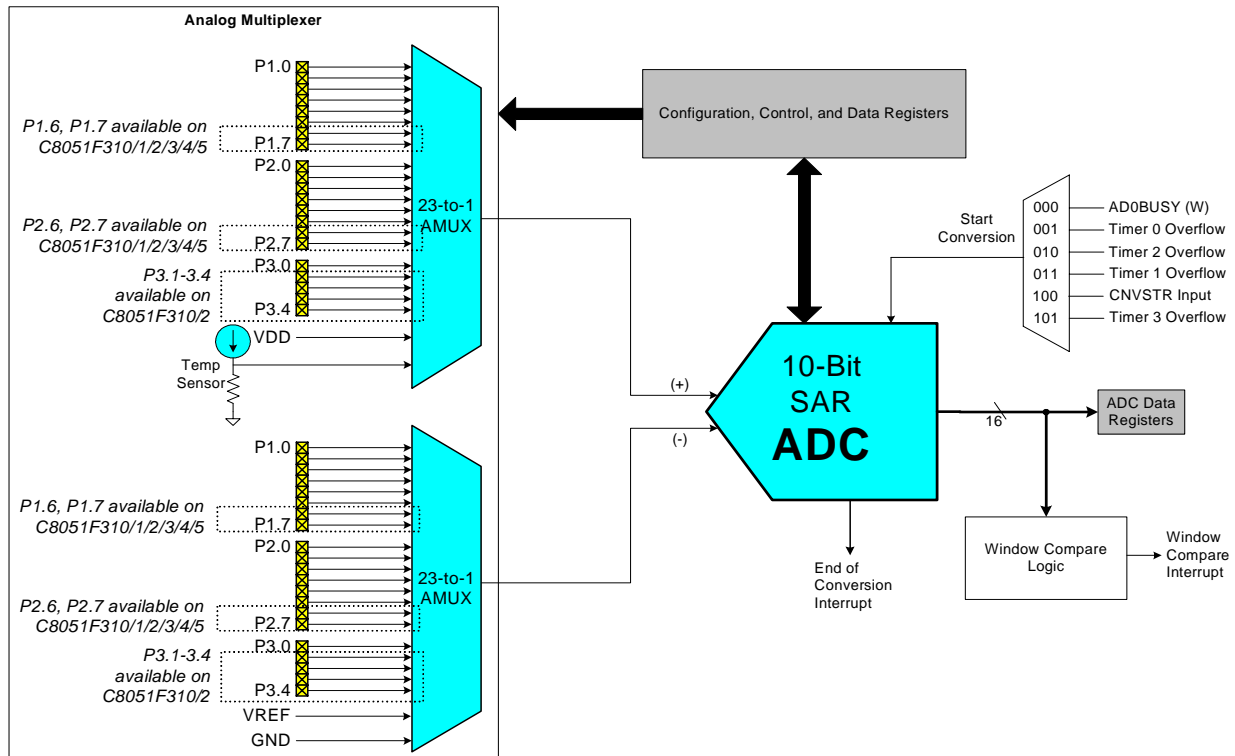 Analog Multiplexer
P1.0
P1.6, P1.7 available on
C8051F310/1/2/3/4/5
P1.7
P2.0
P2.6, P2.7 available on
C8051F310/1/2/3/4/5
P2.7
P3.0
P3.1-3.4
available on
C8051F310/2
P3.4
VDD
Temp
Sensor
23-to-1
AMUX
P1.0
P1.6, P1.7 available on
C8051F310/1/2/3/4/5
P1.7
P2.0
P2.6, P2.7 available on
C8051F310/1/2/3/4/5
P2.7
P3.0
P3.1-3.4
available on
C8051F310/2
P3.4
VREF
GND
23-to-1
AMUX
Configuration, Control, and Data Registers
Start
Conversion
000 AD0BUSY (W)
001 Timer 0 Overflow
010 Timer 2 Overflow
011 Timer 1 Overflow
100 CNVSTR Input
101 Timer 3 Overflow
(+)
(-)
10-Bit
SAR
ADC
16
ADC Data
Registers
End of
Conversion
Interrupt
Window Compare
Logic
Window
Compare
Interrupt